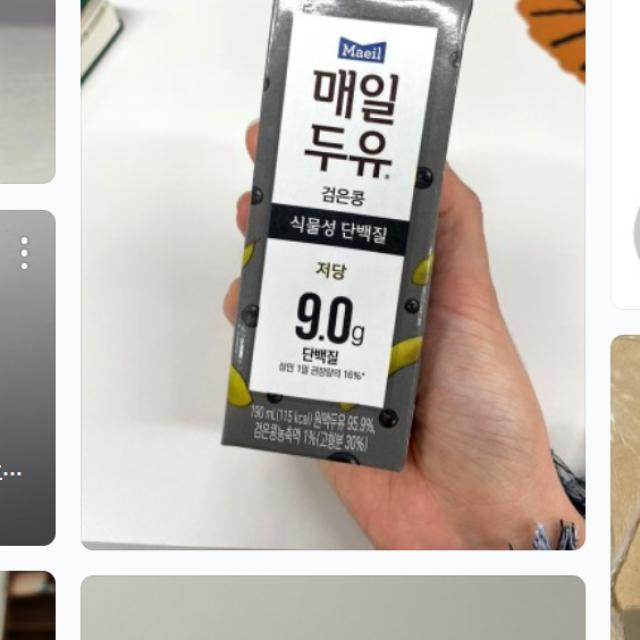 Maeil
매일
두유
검은콩
식물성 단백질
저당
9.0g
단백질
성인 1일 권장량의 16%*
190 mL(115 kcal) 원액두유 95.9%,
검은콩농축액 1%(고형분 30%)